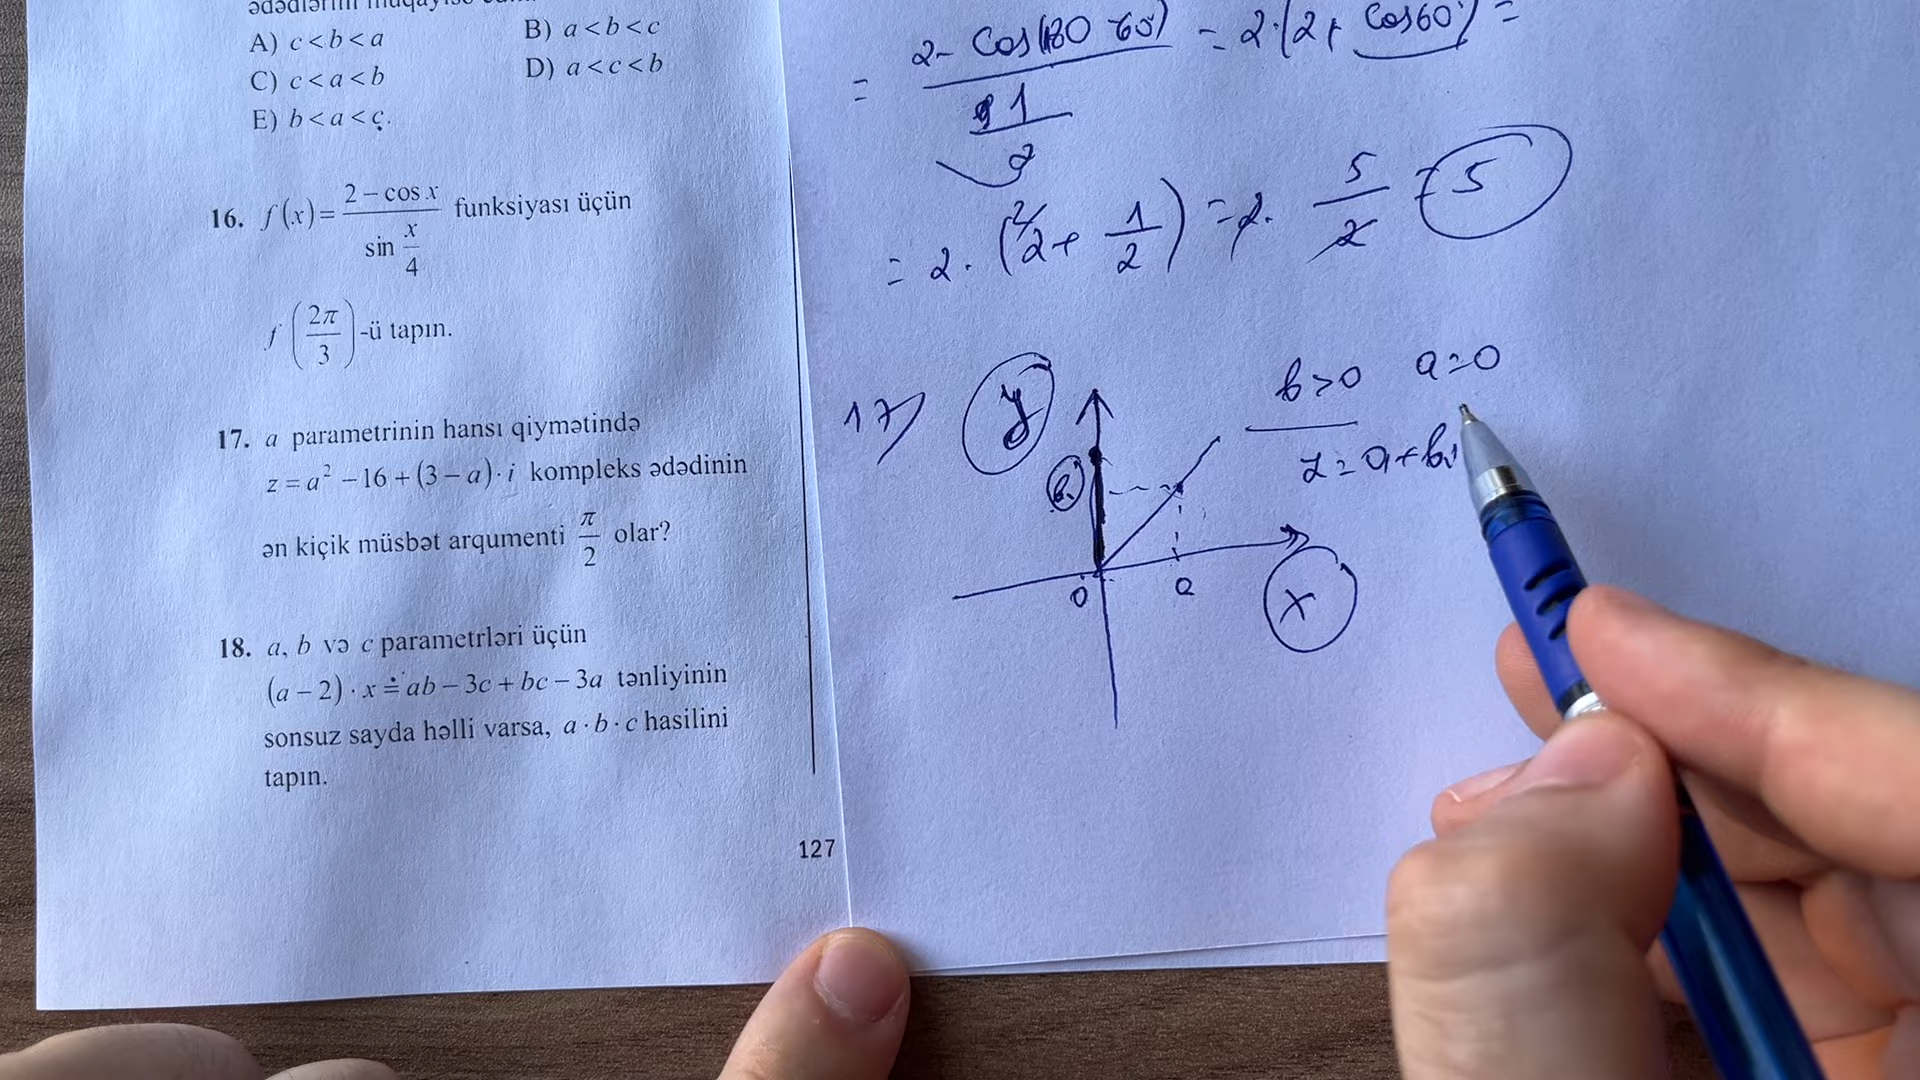 A) c < b < a
B) a < b < c
C) c < a < b
D) a < c < b
E) b < a < c.
16. f(x) = (2 − cos x)/(sin x/4) funksiyası üçün
f(2π/3)-ü tapın.
17. a parametrinin hansı qiymətində
z = a² − 16 + (3 − a) · i kompleks ədədinin
ən kiçik müsbət arqumenti π/2 olar?
18. a, b və c parametrləri üçün
(a − 2) · x = ab − 3c + bc − 3a tənliyinin
sonsuz sayda həlli varsa, a · b · c hasilini
tapın.
127
= (2 − cos(180 − 60))/(1/2) = 2·(2 + cos60) =
= 2 · (2 + 1/2) = 2 · 5/2 = 5
17)
y
b > 0 a = 0
z = a + bi
b
0
a
x